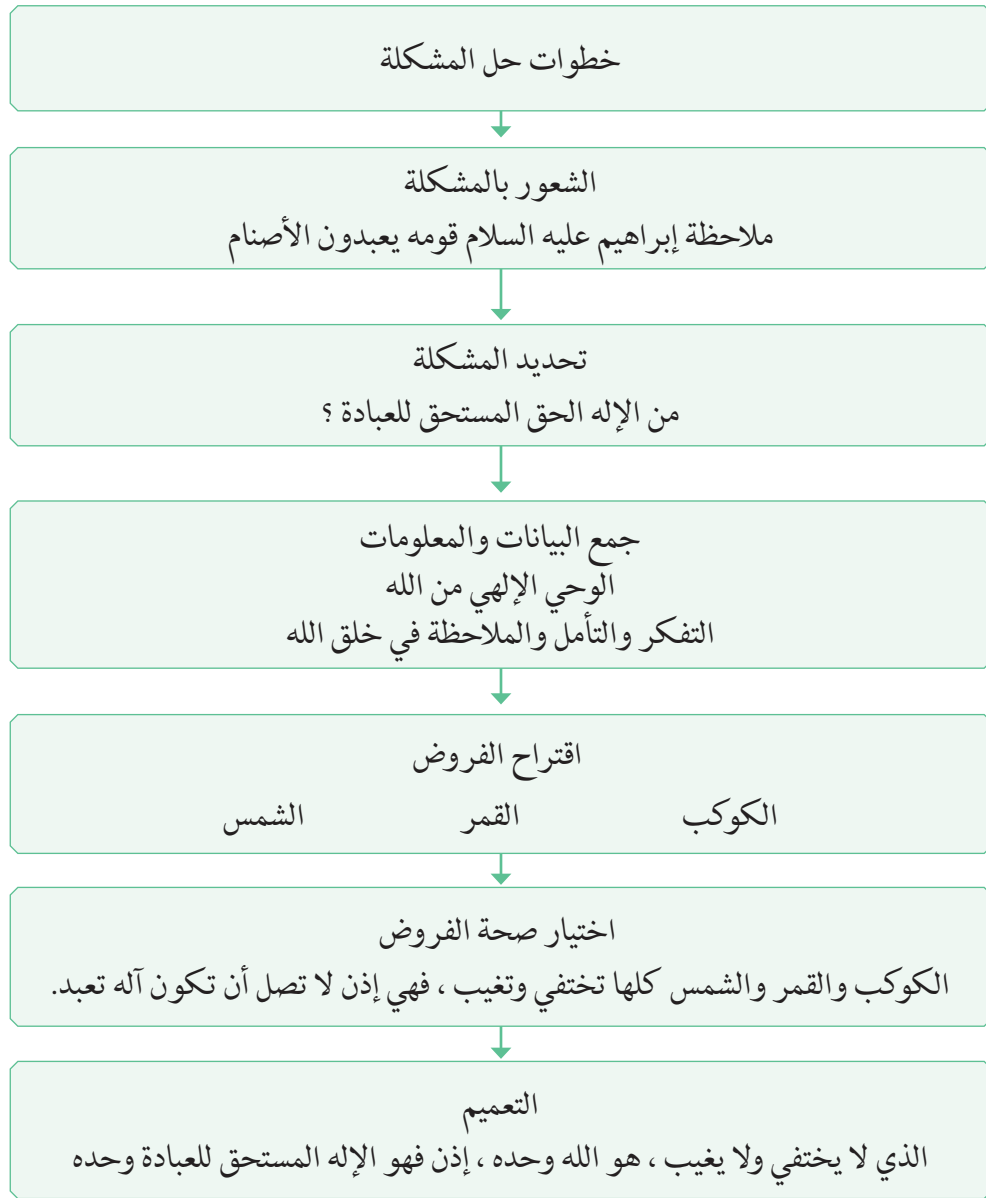 خطوات حل المشكلة
الشعور بالمشكلة
ملاحظة إبراهيم عليه السلام قومه يعبدون الأصنام
تحديد المشكلة
من الإله الحق المستحق للعبادة ؟
جمع البيانات والمعلومات
الوحي الإلهي من الله
التفكر والتأمل والملاحظة في خلق الله
اقتراح الفروض
الكوكب القمر الشمس
اختيار صحة الفروض
الكوكب والقمر والشمس كلها تختفي وتغيب ، فهي إذن لا تصل أن تكون آله تعبد.
التعميم
الذي لا يختفي ولا يغيب ، هو الله وحده ، إذن فهو الإله المستحق للعبادة وحده